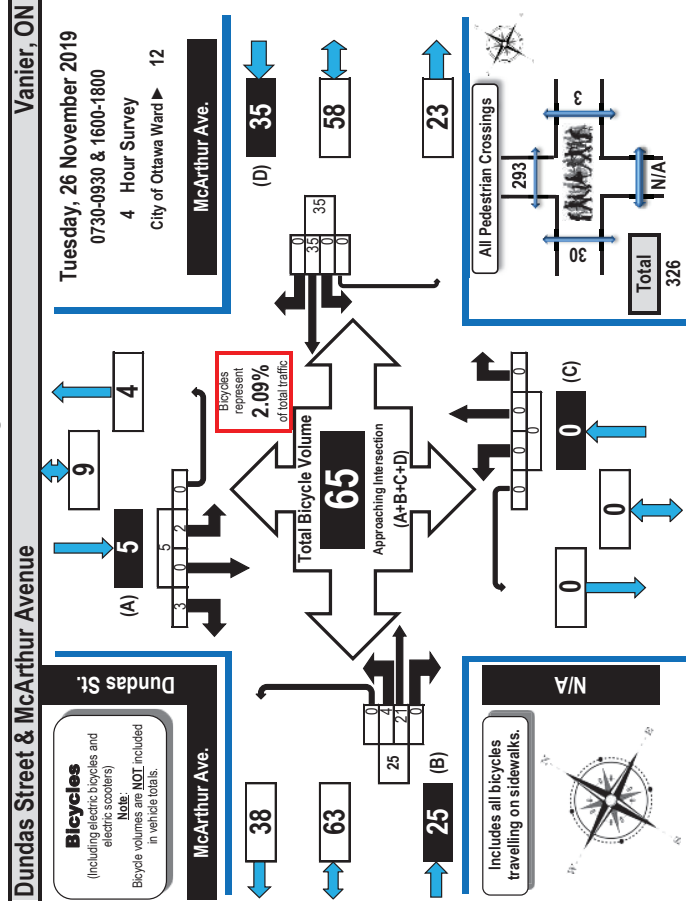 Dundas Street & McArthur Avenue
Vanier, ON
Bicycles
(Including electric bicycles and
electric scooters)
Note:
Bicycle volumes are NOT included
in vehicle totals.
Dundas St.
McArthur Ave.
Tuesday, 26 November 2019
0730-0930 & 1600-1800
4 Hour Survey
City of Ottawa Ward► 12
McArthur Ave.
(A)
5
9
4
5
3
0
2
0
Bicycles
represent
2.09%
of total traffic
Total Bicycle Volume
65
Approaching Intersection
(A+B+C+D)
38
63
25
(B)
25
0
4
21
0
(D)
35
58
23
0
35
0
0
35
0
0
0
0
0
(C)
0
0
0
N/A
Includes all bicycles
travelling on sidewalks.
All Pedestrian Crossings
293
30
3
N/A
Total
326